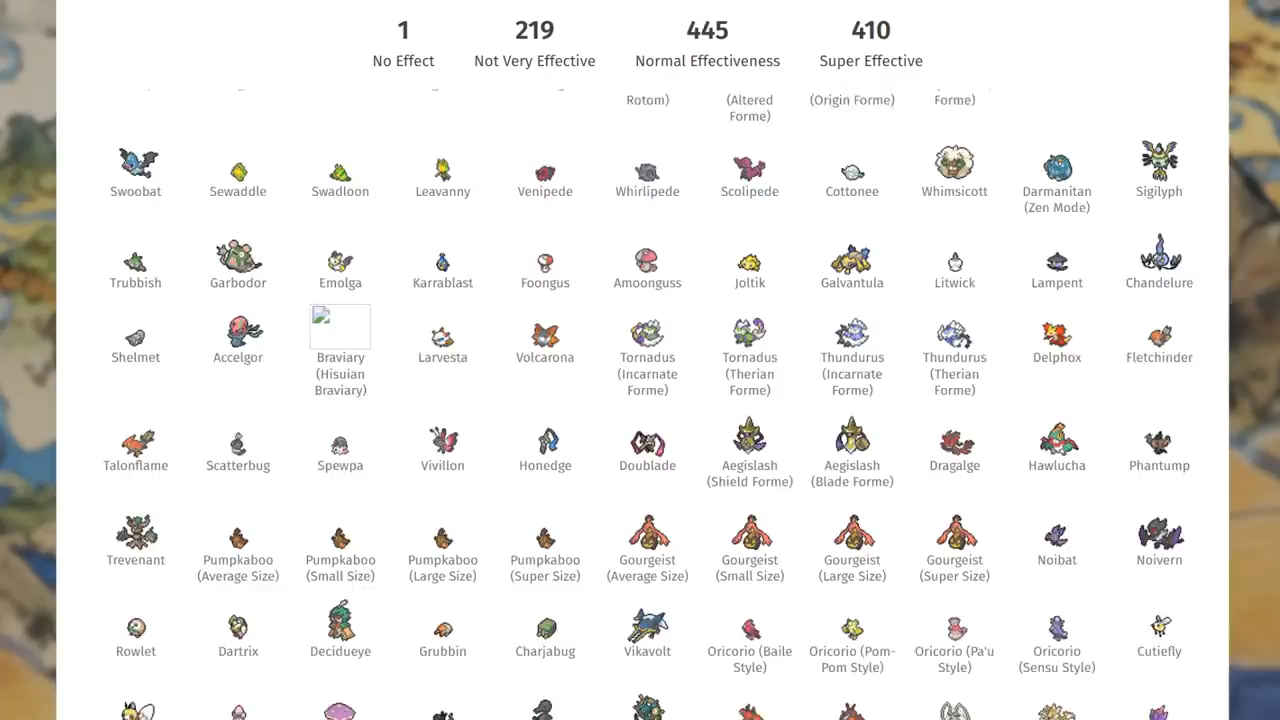 1 219 445 410
No Effect Not Very Effective Normal Effectiveness Super Effective
Rotom) (Altered (Origin Forme) Forme)
Forme)
Swoobat Sewaddle Swadloon Leavanny Venipede Whirlipede Scolipede Cottonee Whimsicott Darmanitan Sigilyph
(Zen Mode)
Trubbish Garbodor Emolga Karrablast Foongus Amoonguss Joltik Galvantula Litwick Lampent Chandelure
Shelmet Accelgor Braviary Larvesta Volcarona Tornadus Tornadus Thundurus Thundurus Delphox Fletchinder
(Hisuian (Incarnate (Therian (Incarnate (Therian
Braviary) Forme) Forme) Forme) Forme)
Talonflame Scatterbug Spewpa Vivillon Honedge Doublade Aegislash Aegislash Dragalge Hawlucha Phantump
(Shield Forme) (Blade Forme)
Trevenant Pumpkaboo Pumpkaboo Pumpkaboo Pumpkaboo Gourgeist Gourgeist Gourgeist Gourgeist Noibat Noivern
(Average Size) (Small Size) (Large Size) (Super Size) (Average Size) (Small Size) (Large Size) (Super Size)
Rowlet Dartrix Decidueye Grubbin Charjabug Vikavolt Oricorio (Baile Oricorio (Pom- Oricorio (Pa'u Oricorio Cutiefly
Style) Pom Style) Style) (Sensu Style)